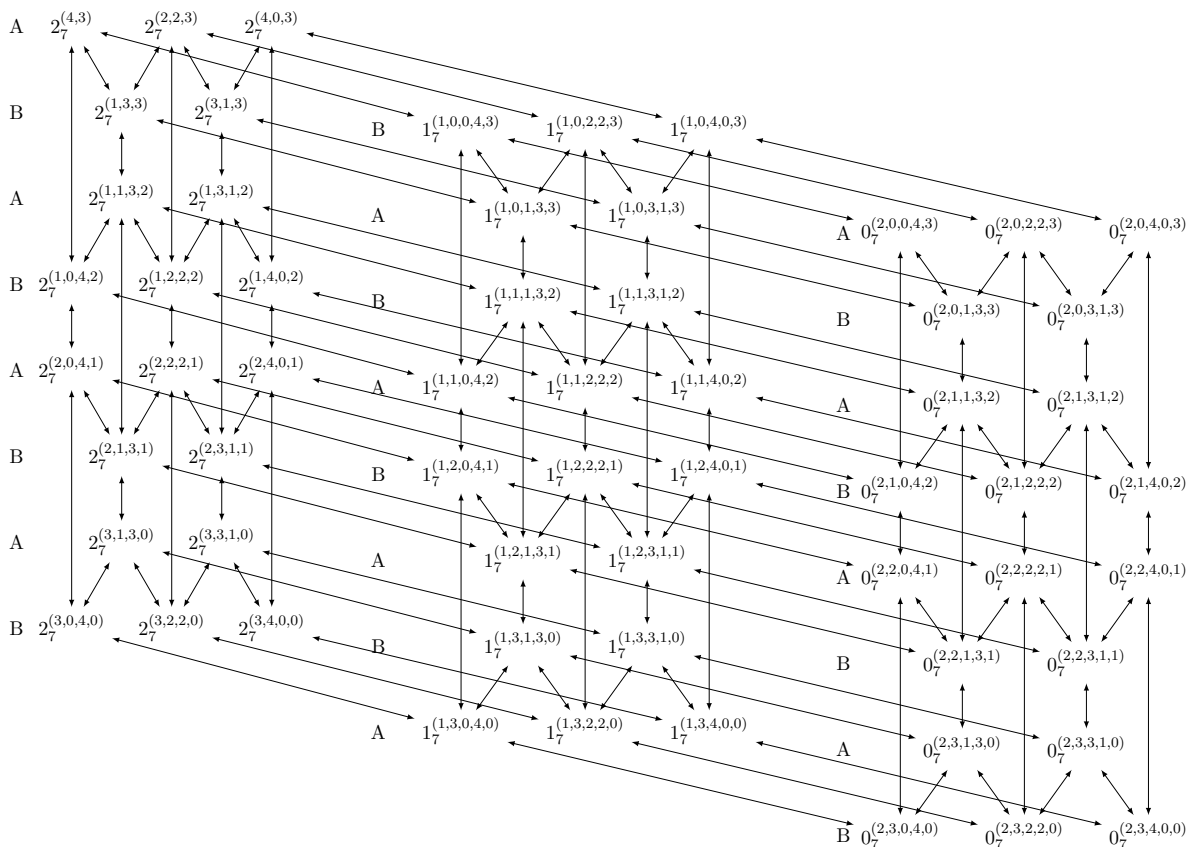 A 2_7^{(4,3)} 2_7^{(2,2,3)} 2_7^{(4,0,3)}
B 2_7^{(1,3,3)} 2_7^{(3,1,3)}
B 1_7^{(1,0,0,4,3)} 1_7^{(1,0,2,2,3)} 1_7^{(1,0,4,0,3)}
A 2_7^{(1,1,3,2)} 2_7^{(1,3,1,2)}
A 1_7^{(1,0,1,3,3)} 1_7^{(1,0,3,1,3)}
A 0_7^{(2,0,0,4,3)} 0_7^{(2,0,2,2,3)} 0_7^{(2,0,4,0,3)}
B 2_7^{(1,0,4,2)} 2_7^{(1,2,2,2)} 2_7^{(1,4,0,2)}
B 1_7^{(1,1,1,3,2)} 1_7^{(1,1,3,1,2)}
B 0_7^{(2,0,1,3,3)} 0_7^{(2,0,3,1,3)}
A 2_7^{(2,0,4,1)} 2_7^{(2,2,2,1)} 2_7^{(2,4,0,1)}
A 1_7^{(1,1,0,4,2)} 1_7^{(1,1,2,2,2)} 1_7^{(1,1,4,0,2)}
A 0_7^{(2,1,1,3,2)} 0_7^{(2,1,3,1,2)}
B 2_7^{(2,1,3,1)} 2_7^{(2,3,1,1)}
B 1_7^{(1,2,0,4,1)} 1_7^{(1,2,2,2,1)} 1_7^{(1,2,4,0,1)}
B 0_7^{(2,1,0,4,2)} 0_7^{(2,1,2,2,2)} 0_7^{(2,1,4,0,2)}
A 2_7^{(3,1,3,0)} 2_7^{(3,3,1,0)}
A 1_7^{(1,2,1,3,1)} 1_7^{(1,2,3,1,1)}
A 0_7^{(2,2,0,4,1)} 0_7^{(2,2,2,2,1)} 0_7^{(2,2,4,0,1)}
B 2_7^{(3,0,4,0)} 2_7^{(3,2,2,0)} 2_7^{(3,4,0,0)}
B 1_7^{(1,3,1,3,0)} 1_7^{(1,3,3,1,0)}
B 0_7^{(2,2,1,3,1)} 0_7^{(2,2,3,1,1)}
A 1_7^{(1,3,0,4,0)} 1_7^{(1,3,2,2,0)} 1_7^{(1,3,4,0,0)}
A 0_7^{(2,3,1,3,0)} 0_7^{(2,3,3,1,0)}
B 0_7^{(2,3,0,4,0)} 0_7^{(2,3,2,2,0)} 0_7^{(2,3,4,0,0)}